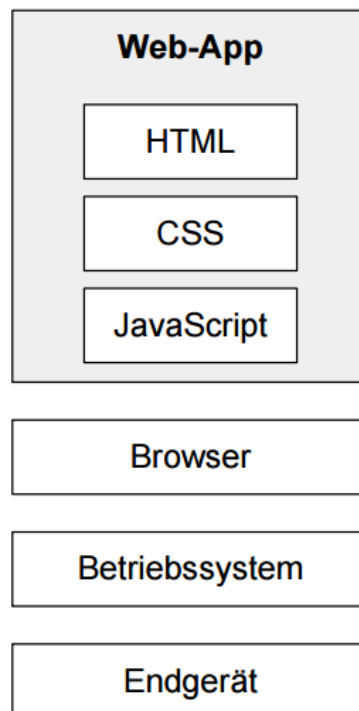 Web-App
HTML
CSS
JavaScript
Browser
Betriebssystem
Endgerät